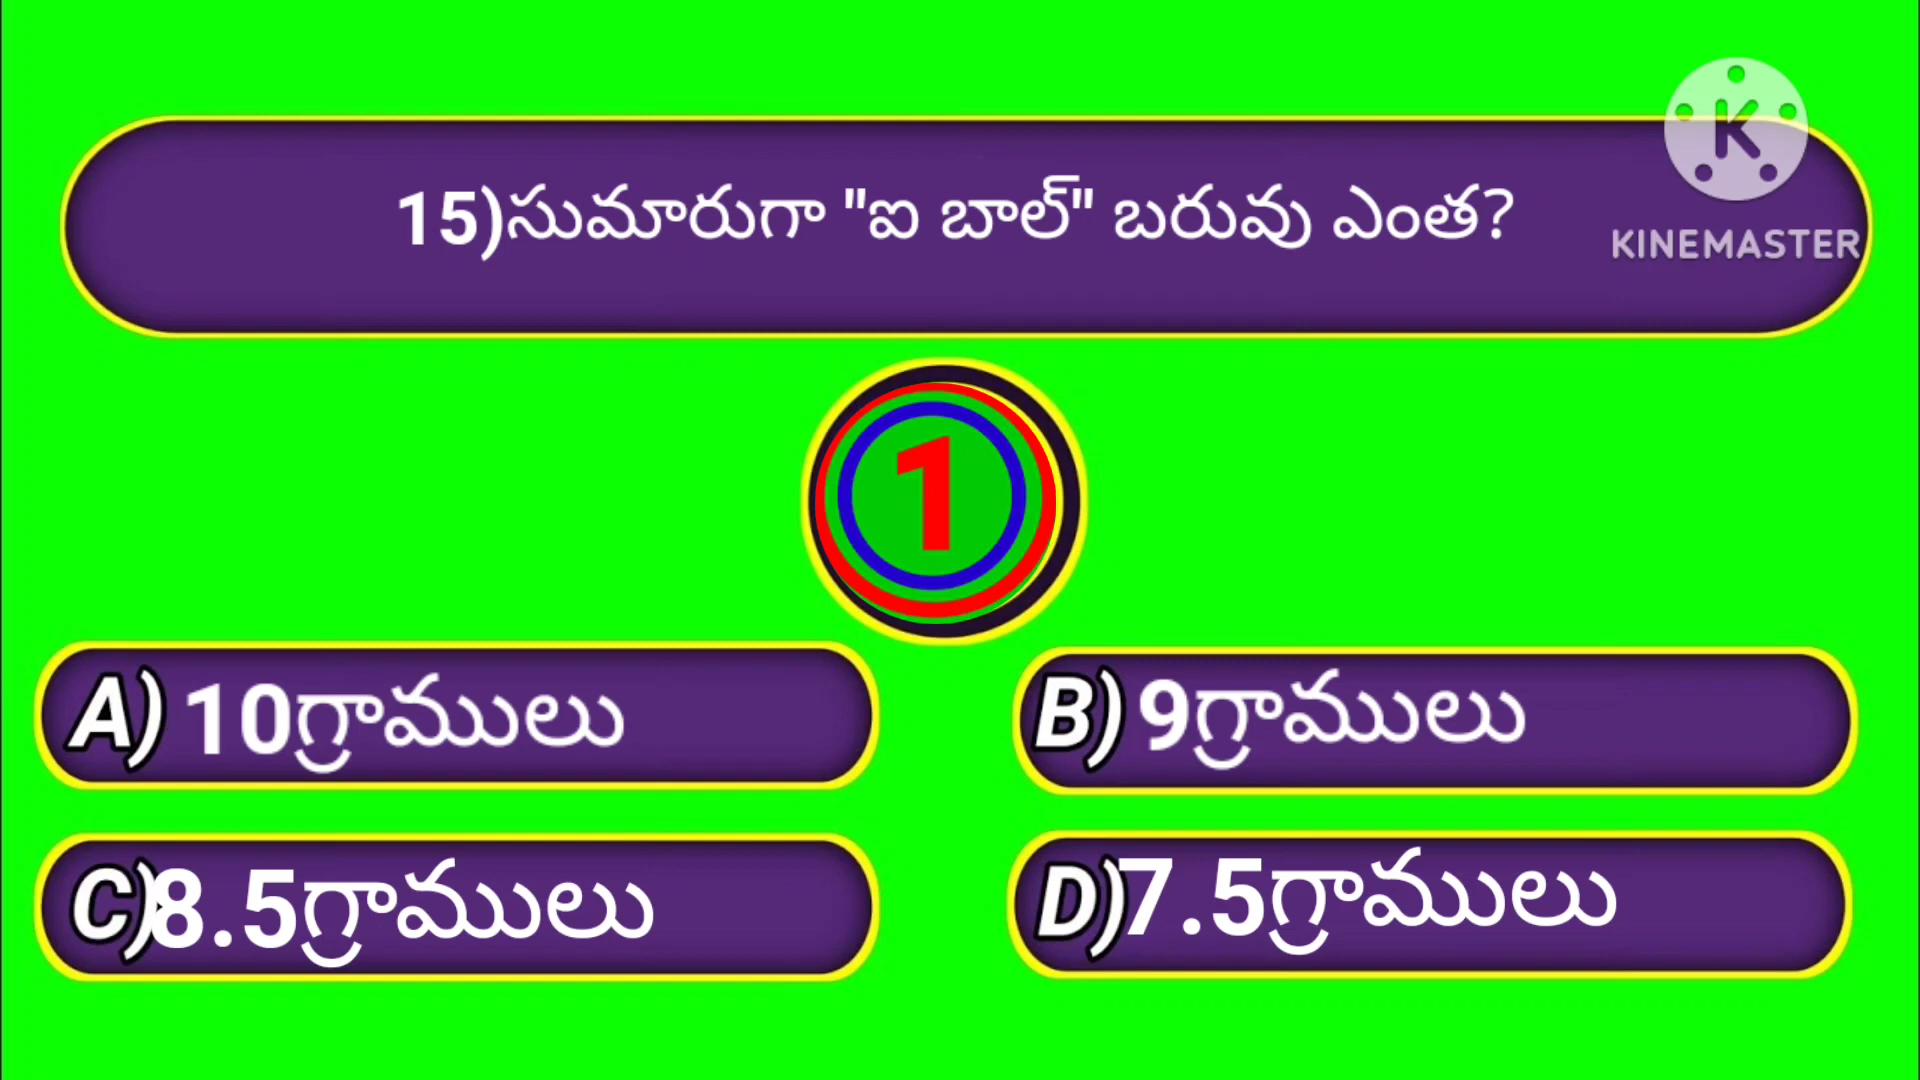 15)సుమారుగా "ఐ బాల్" బరువు ఎంత?
K
KINEMASTER
1
A) 10గ్రాములు
B) 9గ్రాములు
C)8.5గ్రాములు
D)7.5గ్రాములు